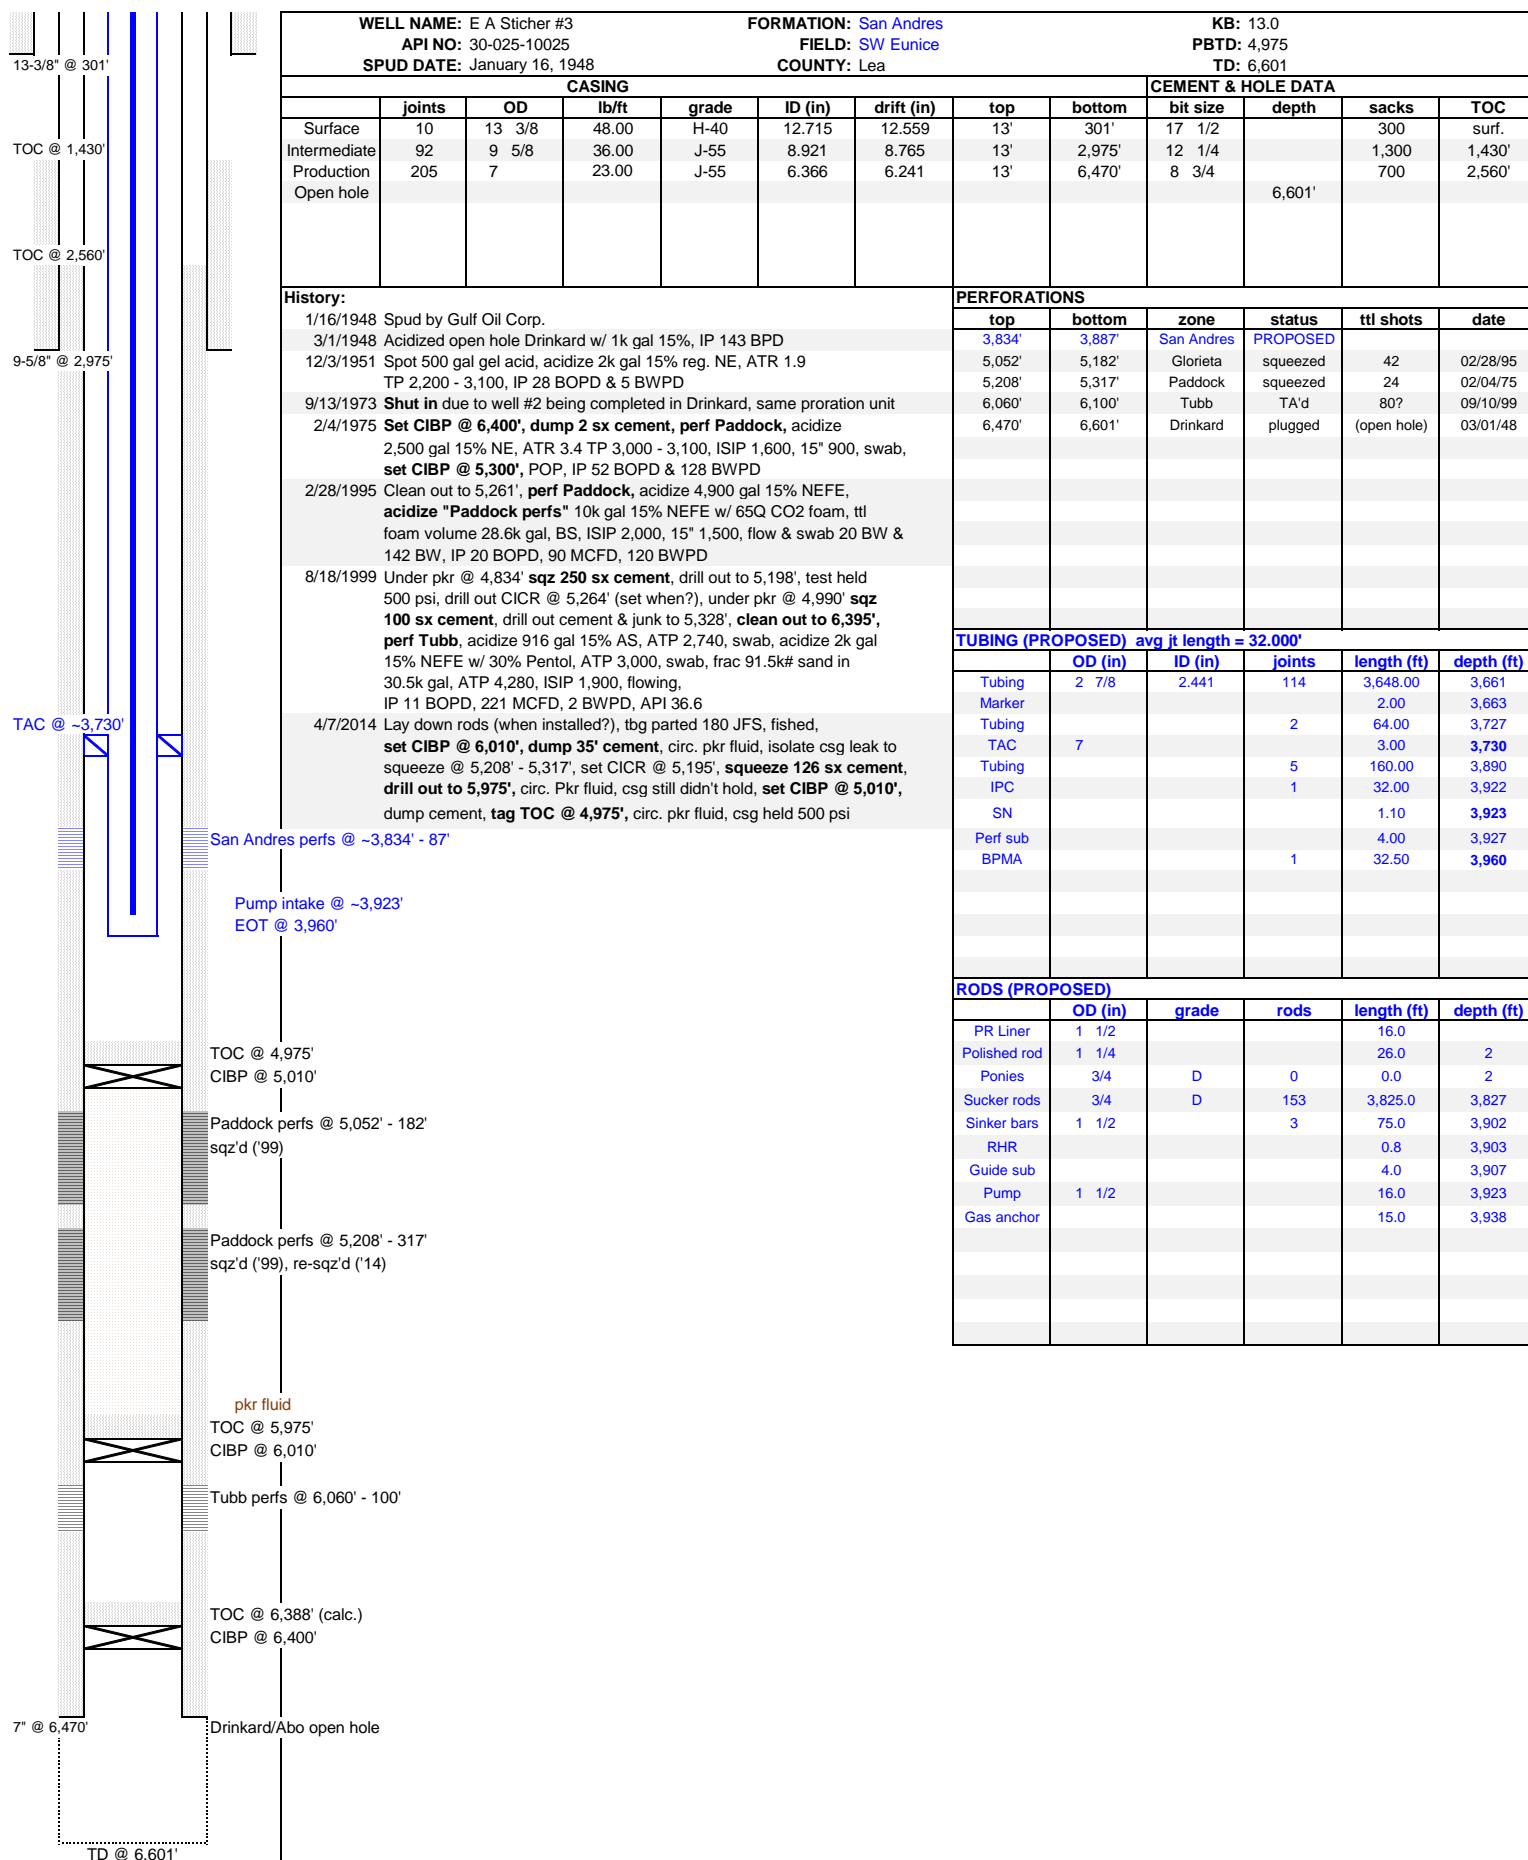 WELL NAME: E A Sticher #3 FORMATION: San Andres KB: 13.0
API NO: 30-025-10025 FIELD: SW Eunice PBTD: 4,975
SPUD DATE: January 16, 1948 COUNTY: Lea TD: 6,601
CASING CEMENT & HOLE DATA
joints OD lb/ft grade ID (in) drift (in) top bottom bit size depth sacks TOC
Surface 10 13 3/8 48.00 H-40 12.715 12.559 13' 301' 17 1/2 300 surf.
Intermediate 92 9 5/8 36.00 J-55 8.921 8.765 13' 2,975' 12 1/4 1,300 1,430'
Production 205 7 23.00 J-55 6.366 6.241 13' 6,470' 8 3/4 700 2,560'
Open hole 6,601'
History:
1/16/1948 Spud by Gulf Oil Corp.
3/1/1948 Acidized open hole Drinkard w/ 1k gal 15%, IP 143 BPD
12/3/1951 Spot 500 gal gel acid, acidize 2k gal 15% reg. NE, ATR 1.9
TP 2,200 - 3,100, IP 28 BOPD & 5 BWPD
9/13/1973 Shut in due to well #2 being completed in Drinkard, same proration unit
2/4/1975 Set CIBP @ 6,400', dump 2 sx cement, perf Paddock, acidize
2,500 gal 15% NE, ATR 3.4 TP 3,000 - 3,100, ISIP 1,600, 15" 900, swab,
set CIBP @ 5,300', POP, IP 52 BOPD & 128 BWPD
2/28/1995 Clean out to 5,261', perf Paddock, acidize 4,900 gal 15% NEFE,
acidize "Paddock perfs" 10k gal 15% NEFE w/ 65Q CO2 foam, ttl
foam volume 28.6k gal, BS, ISIP 2,000, 15" 1,500, flow & swab 20 BW &
142 BW, IP 20 BOPD, 90 MCFD, 120 BWPD
8/18/1999 Under pkr @ 4,834' sqz 250 sx cement, drill out to 5,198', test held
500 psi, drill out CICR @ 5,264' (set when?), under pkr @ 4,990' sqz
100 sx cement, drill out cement & junk to 5,328', clean out to 6,395',
perf Tubb, acidize 916 gal 15% AS, ATP 2,740, swab, acidize 2k gal
15% NEFE w/ 30% Pentol, ATP 3,000, swab, frac 91.5k# sand in
30.5k gal, ATP 4,280, ISIP 1,900, flowing,
IP 11 BOPD, 221 MCFD, 2 BWPD, API 36.6
4/7/2014 Lay down rods (when installed?), tbg parted 180 JFS, fished,
set CIBP @ 6,010', dump 35' cement, circ. pkr fluid, isolate csg leak to
squeeze @ 5,208' - 5,317', set CICR @ 5,195', squeeze 126 sx cement,
drill out to 5,975', circ. Pkr fluid, csg still didn't hold, set CIBP @ 5,010',
dump cement, tag TOC @ 4,975', circ. pkr fluid, csg held 500 psi
PERFORATIONS
top bottom zone status ttl shots date
3,834' 3,887' San Andres PROPOSED
5,052' 5,182' Glorieta squeezed 42 02/28/95
5,208' 5,317' Paddock squeezed 24 02/04/75
6,060' 6,100' Tubb TA'd 80? 09/10/99
6,470' 6,601' Drinkard plugged (open hole) 03/01/48
TUBING (PROPOSED) avg jt length = 32.000'
OD (in) ID (in) joints length (ft) depth (ft)
Tubing 2 7/8 2.441 114 3,648.00 3,661
Marker 2.00 3,663
Tubing 2 64.00 3,727
TAC 7 3.00 3,730
Tubing 5 160.00 3,890
IPC 1 32.00 3,922
SN 1.10 3,923
Perf sub 4.00 3,927
BPMA 1 32.50 3,960
RODS (PROPOSED)
OD (in) grade rods length (ft) depth (ft)
PR Liner 1 1/2 16.0
Polished rod 1 1/4 26.0 2
Ponies 3/4 D 0 0.0 2
Sucker rods 3/4 D 153 3,825.0 3,827
Sinker bars 1 1/2 3 75.0 3,902
RHR 0.8 3,903
Guide sub 4.0 3,907
Pump 1 1/2 16.0 3,923
Gas anchor 15.0 3,938
13-3/8" @ 301'
TOC @ 1,430'
TOC @ 2,560'
9-5/8" @ 2,975'
TAC @ ~3,730'
San Andres perfs @ ~3,834' - 87'
Pump intake @ ~3,923'
EOT @ 3,960'
TOC @ 4,975'
CIBP @ 5,010'
Paddock perfs @ 5,052' - 182'
sqz'd ('99)
Paddock perfs @ 5,208' - 317'
sqz'd ('99), re-sqz'd ('14)
pkr fluid
TOC @ 5,975'
CIBP @ 6,010'
Tubb perfs @ 6,060' - 100'
TOC @ 6,388' (calc.)
CIBP @ 6,400'
7" @ 6,470'
Drinkard/Abo open hole
TD @ 6,601'